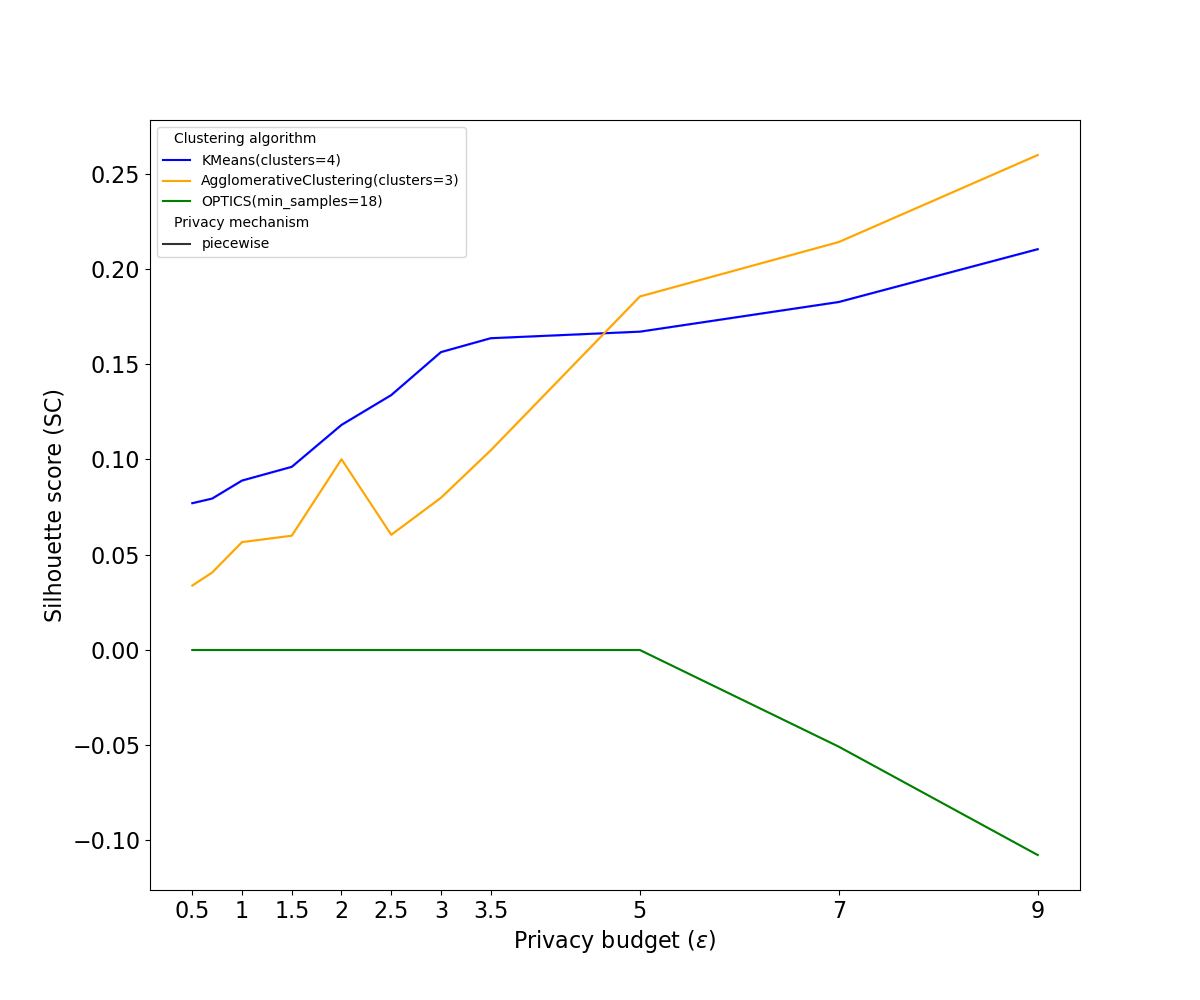 Clustering algorithm
KMeans(clusters=4)
AgglomerativeClustering(clusters=3)
OPTICS(min_samples=18)
Privacy mechanism
piecewise
0.25
0.20
0.15
0.10
0.05
0.00
−0.05
−0.10
Silhouette score (SC)
0.5 1 1.5 2 2.5 3 3.5 5 7 9
Privacy budget (ε)